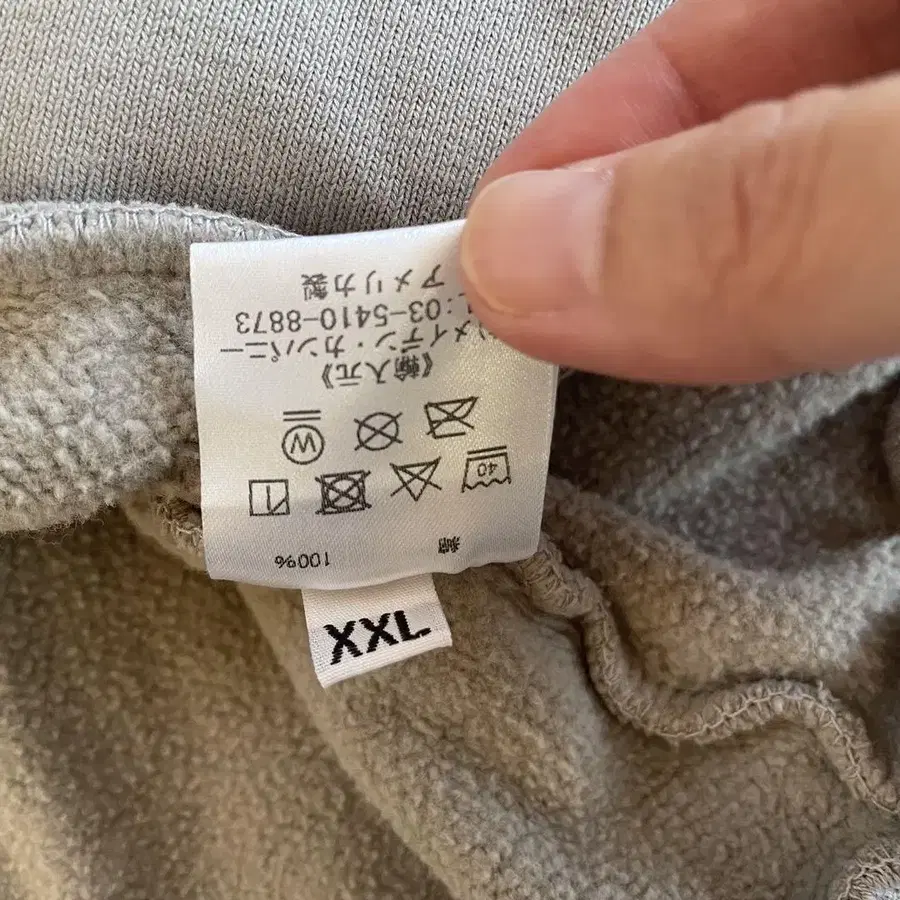 綿 100%
40
W
《輸入元》
メイデン・カンパニー
: 03-5410-8873
アメリカ製
XXL